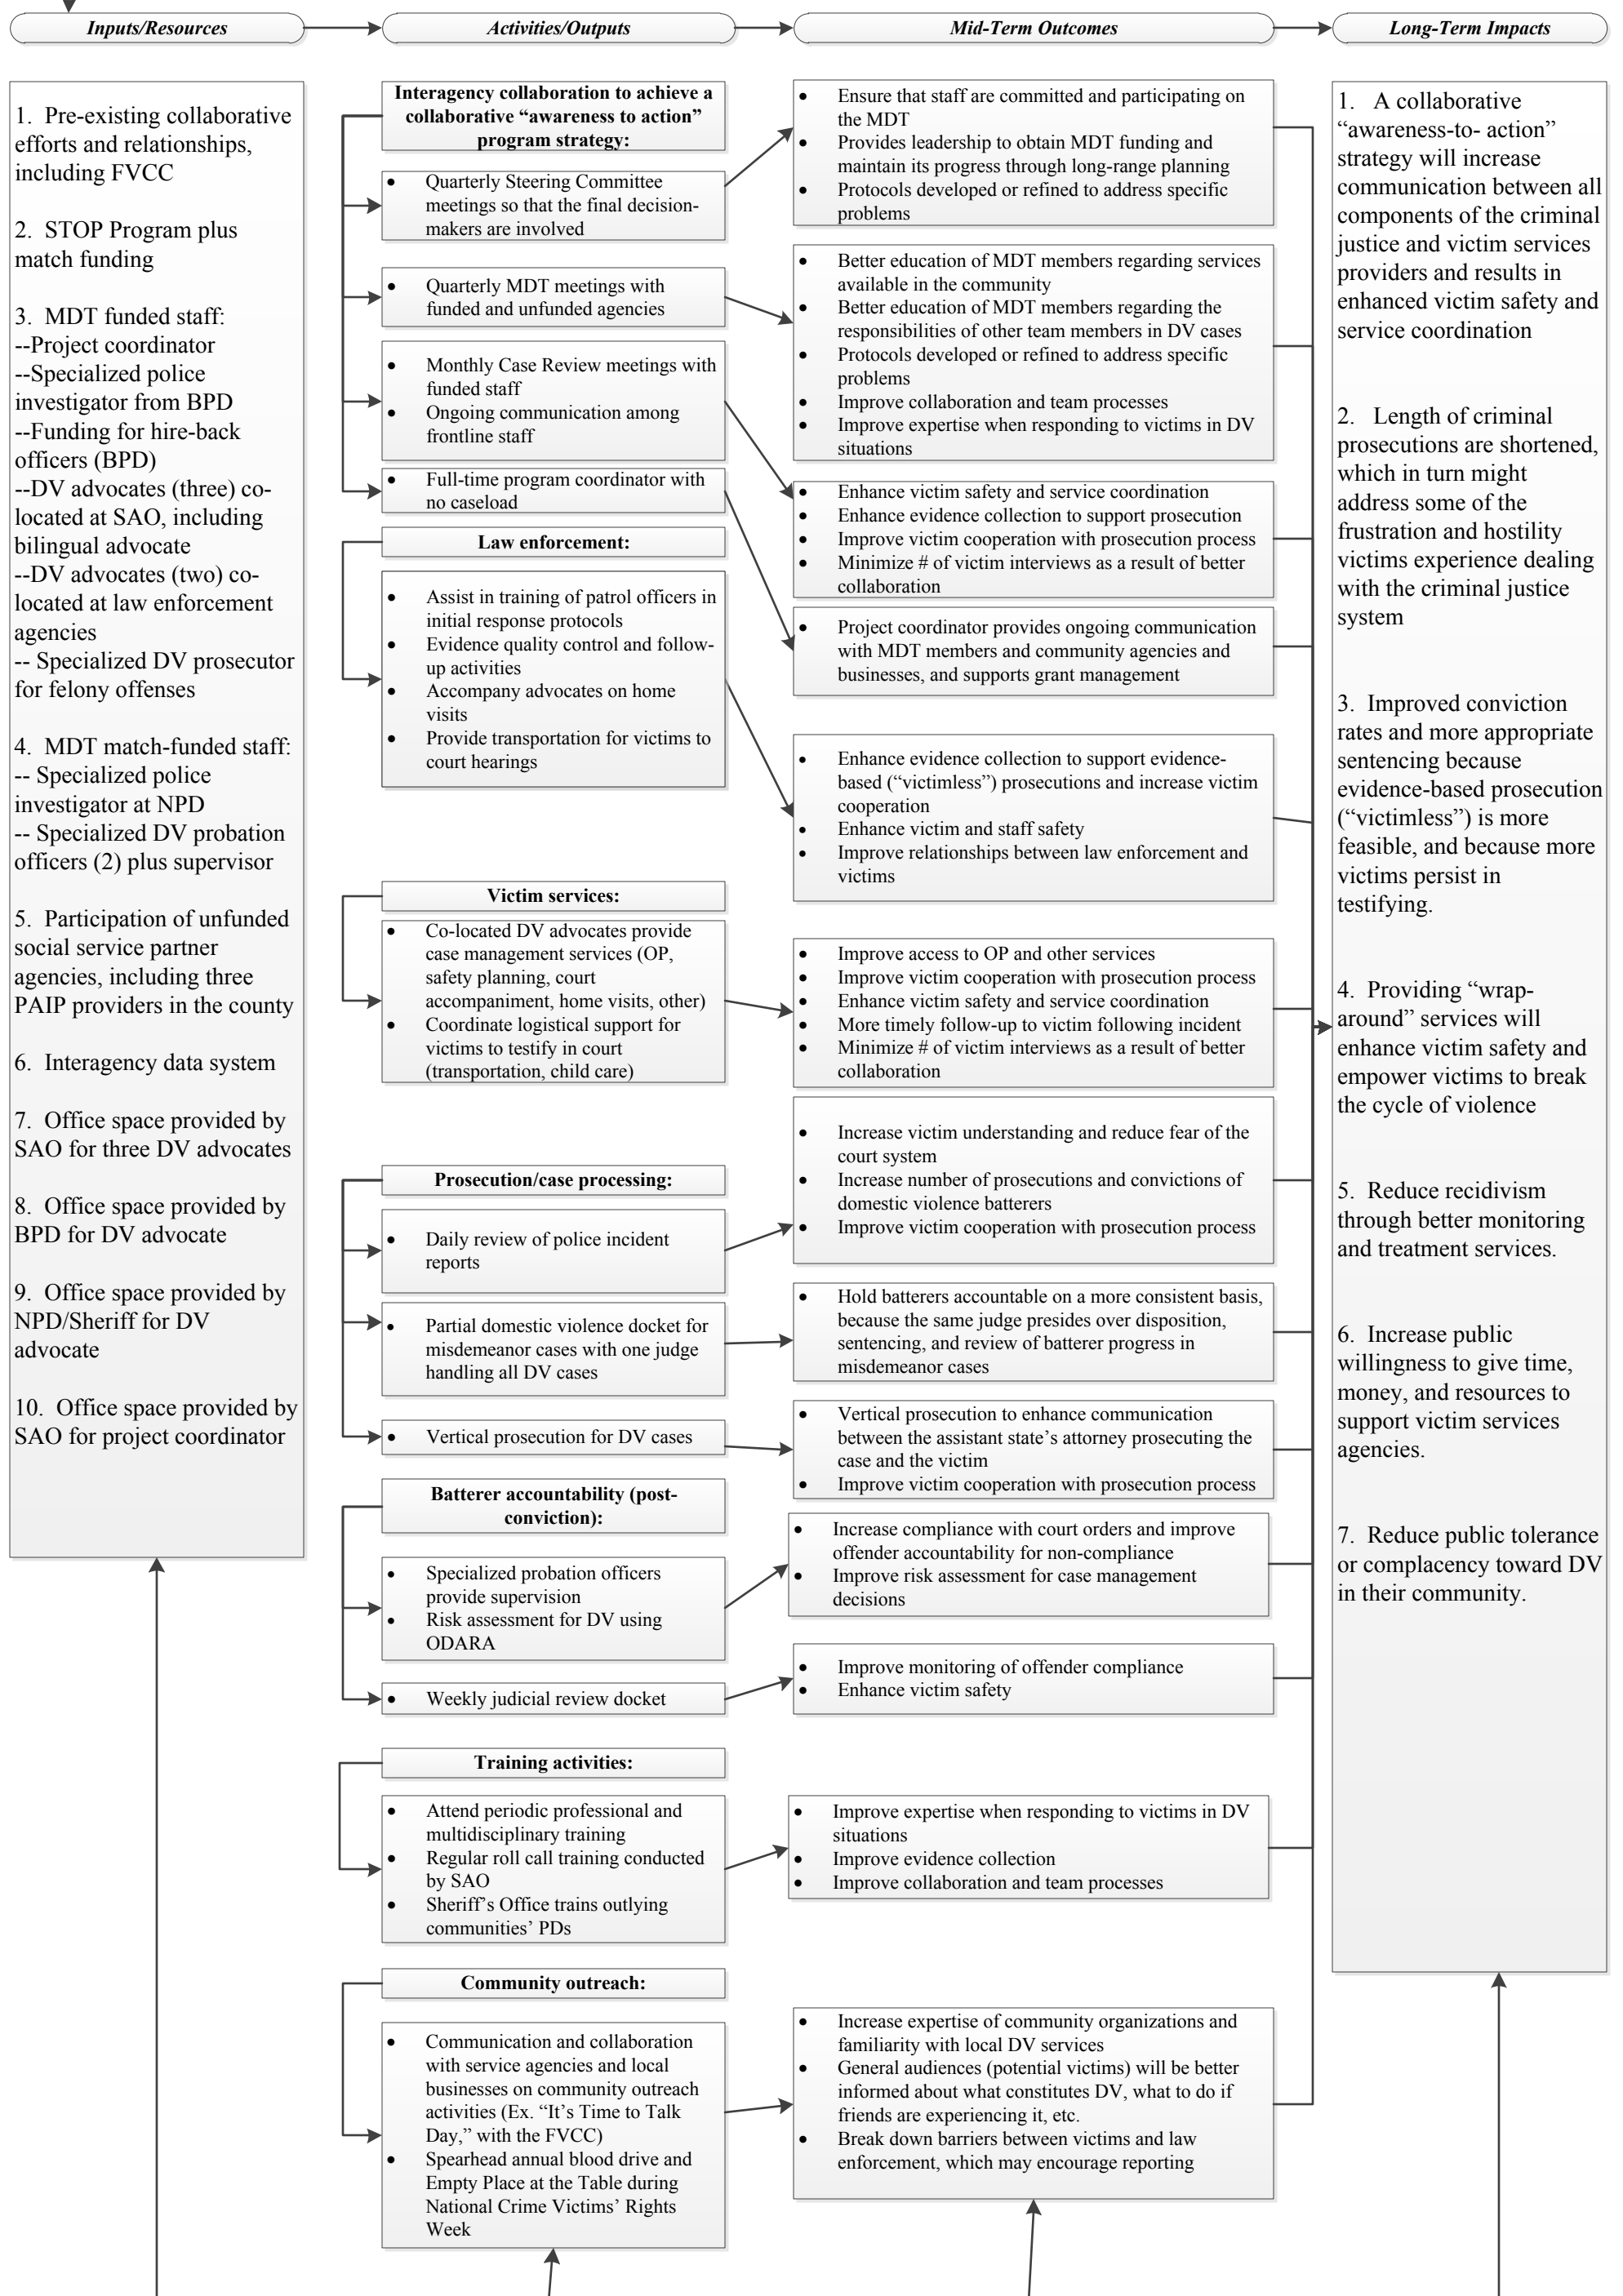 Inputs/Resources
Activities/Outputs
Mid-Term Outcomes
Long-Term Impacts
1. Pre-existing collaborative
efforts and relationships,
including FVCC
2. STOP Program plus
match funding
3. MDT funded staff:
--Project coordinator
--Specialized police
investigator from BPD
--Funding for hire-back
officers (BPD)
--DV advocates (three) co-
located at SAO, including
bilingual advocate
--DV advocates (two) co-
located at law enforcement
agencies
-- Specialized DV prosecutor
for felony offenses
4. MDT match-funded staff:
-- Specialized police
investigator at NPD
-- Specialized DV probation
officers (2) plus supervisor
5. Participation of unfunded
social service partner
agencies, including three
PAIP providers in the county
6. Interagency data system
7. Office space provided by
SAO for three DV advocates
8. Office space provided by
BPD for DV advocate
9. Office space provided by
NPD/Sheriff for DV
advocate
10. Office space provided by
SAO for project coordinator
Interagency collaboration to achieve a
collaborative “awareness to action”
program strategy:
• Quarterly Steering Committee
meetings so that the final decision-
makers are involved
• Quarterly MDT meetings with
funded and unfunded agencies
• Monthly Case Review meetings with
funded staff
• Ongoing communication among
frontline staff
• Full-time program coordinator with
no caseload
Law enforcement:
• Assist in training of patrol officers in
initial response protocols
• Evidence quality control and follow-
up activities
• Accompany advocates on home
visits
• Provide transportation for victims to
court hearings
Victim services:
• Co-located DV advocates provide
case management services (OP,
safety planning, court
accompaniment, home visits, other)
• Coordinate logistical support for
victims to testify in court
(transportation, child care)
Prosecution/case processing:
• Daily review of police incident
reports
• Partial domestic violence docket for
misdemeanor cases with one judge
handling all DV cases
• Vertical prosecution for DV cases
Batterer accountability (post-
conviction):
• Specialized probation officers
provide supervision
• Risk assessment for DV using
ODARA
• Weekly judicial review docket
Training activities:
• Attend periodic professional and
multidisciplinary training
• Regular roll call training conducted
by SAO
• Sheriff’s Office trains outlying
communities’ PDs
Community outreach:
• Communication and collaboration
with service agencies and local
businesses on community outreach
activities (Ex. “It’s Time to Talk
Day,” with the FVCC)
• Spearhead annual blood drive and
Empty Place at the Table during
National Crime Victims’ Rights
Week
• Ensure that staff are committed and participating on
the MDT
• Provides leadership to obtain MDT funding and
maintain its progress through long-range planning
• Protocols developed or refined to address specific
problems
• Better education of MDT members regarding services
available in the community
• Better education of MDT members regarding the
responsibilities of other team members in DV cases
• Protocols developed or refined to address specific
problems
• Improve collaboration and team processes
• Improve expertise when responding to victims in DV
situations
• Enhance victim safety and service coordination
• Enhance evidence collection to support prosecution
• Improve victim cooperation with prosecution process
• Minimize # of victim interviews as a result of better
collaboration
• Project coordinator provides ongoing communication
with MDT members and community agencies and
businesses, and supports grant management
• Enhance evidence collection to support evidence-
based (“victimless”) prosecutions and increase victim
cooperation
• Enhance victim and staff safety
• Improve relationships between law enforcement and
victims
• Improve access to OP and other services
• Improve victim cooperation with prosecution process
• Enhance victim safety and service coordination
• More timely follow-up to victim following incident
• Minimize # of victim interviews as a result of better
collaboration
• Increase victim understanding and reduce fear of the
court system
• Increase number of prosecutions and convictions of
domestic violence batterers
• Improve victim cooperation with prosecution process
• Hold batterers accountable on a more consistent basis,
because the same judge presides over disposition,
sentencing, and review of batterer progress in
misdemeanor cases
• Vertical prosecution to enhance communication
between the assistant state’s attorney prosecuting the
case and the victim
• Improve victim cooperation with prosecution process
• Increase compliance with court orders and improve
offender accountability for non-compliance
• Improve risk assessment for case management
decisions
• Improve monitoring of offender compliance
• Enhance victim safety
• Improve expertise when responding to victims in DV
situations
• Improve evidence collection
• Improve collaboration and team processes
• Increase expertise of community organizations and
familiarity with local DV services
• General audiences (potential victims) will be better
informed about what constitutes DV, what to do if
friends are experiencing it, etc.
• Break down barriers between victims and law
enforcement, which may encourage reporting
1. A collaborative
“awareness-to- action”
strategy will increase
communication between all
components of the criminal
justice and victim services
providers and results in
enhanced victim safety and
service coordination
2. Length of criminal
prosecutions are shortened,
which in turn might
address some of the
frustration and hostility
victims experience dealing
with the criminal justice
system
3. Improved conviction
rates and more appropriate
sentencing because
evidence-based prosecution
(“victimless”) is more
feasible, and because more
victims persist in
testifying.
4. Providing “wrap-
around” services will
enhance victim safety and
empower victims to break
the cycle of violence
5. Reduce recidivism
through better monitoring
and treatment services.
6. Increase public
willingness to give time,
money, and resources to
support victim services
agencies.
7. Reduce public tolerance
or complacency toward DV
in their community.